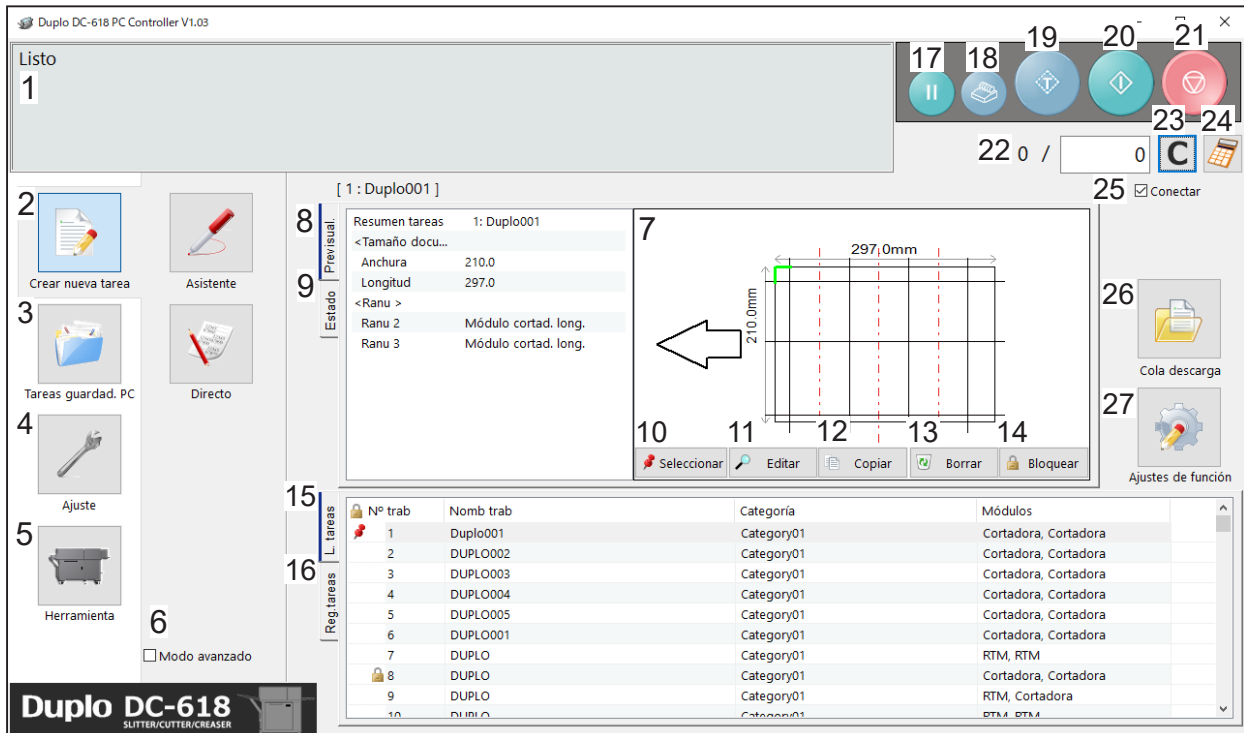 Duplo DC-618 PC Controller V1.03
Listo
1
17 18 19 20 21
22 0 / 0 C 23 24
25 Conectar
2 Crear nueva tarea
Asistente
3 Tareas guardad. PC
Directo
4 Ajuste
5 Herramienta
6 Modo avanzado
Duplo DC-618
SLITTER/CUTTER/CREASER
[ 1 : Duplo001 ]
8 Previsual.
9 Estado
Resumen tareas 1: Duplo001
<Tamaño docu...
Anchura 210.0
Longitud 297.0
<Ranu >
Ranu 2 Módulo cortad. long.
Ranu 3 Módulo cortad. long.
7
297.0mm
210.0mm
10 11 12 13 14
Seleccionar Editar Copiar Borrar Bloquear
26 Cola descarga
27 Ajustes de función
15 L. tareas
16 Reg.tareas
Nº trab Nomb trab Categoría Módulos
1 Duplo001 Category01 Cortadora, Cortadora
2 DUPLO002 Category01 Cortadora, Cortadora
3 DUPLO003 Category01 Cortadora, Cortadora
4 DUPLO004 Category01 Cortadora, Cortadora
5 DUPLO005 Category01 Cortadora, Cortadora
6 DUPLO001 Category01 Cortadora, Cortadora
7 DUPLO Category01 RTM, RTM
8 DUPLO Category01 Cortadora, Cortadora
9 DUPLO Category01 RTM, Cortadora
10 DUPLO Category01 RTM, RTM